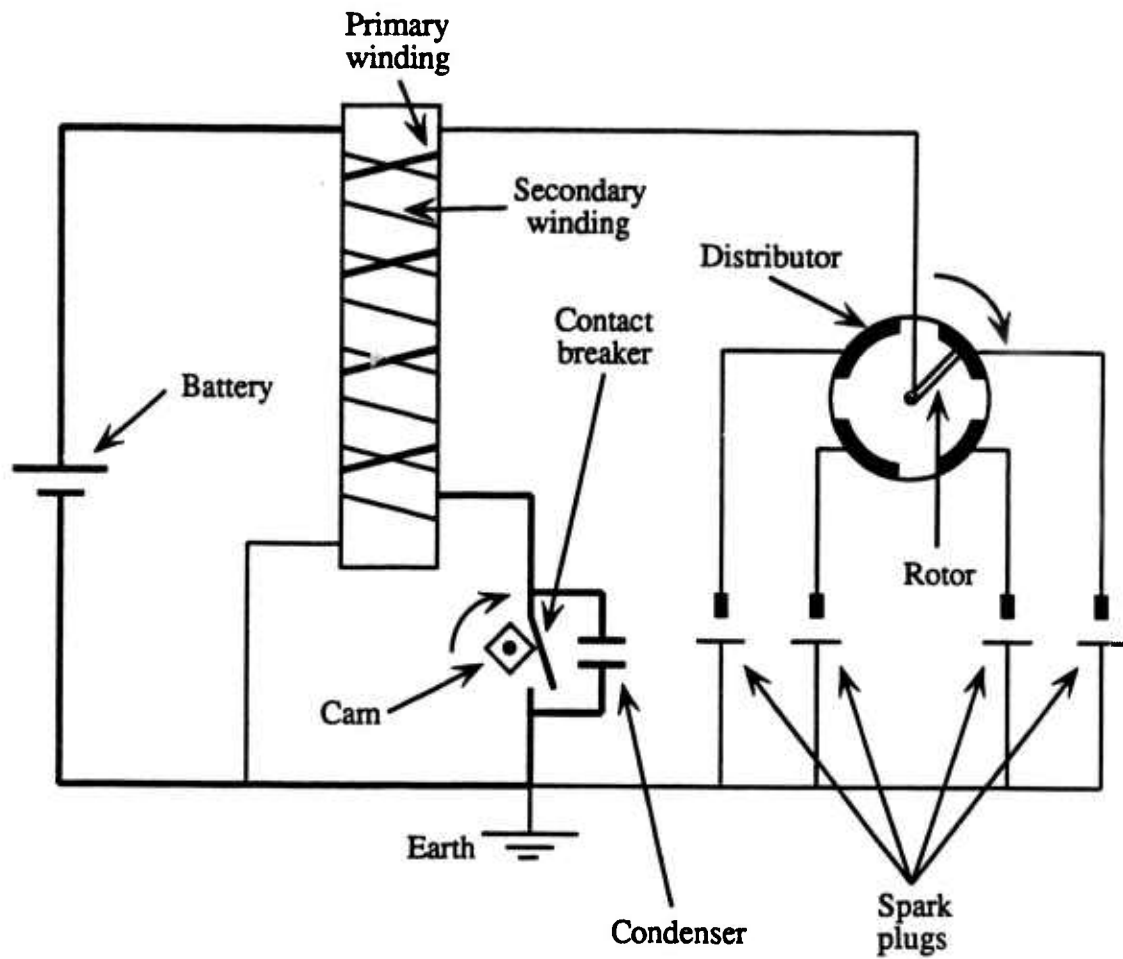 Primary
winding
Secondary
winding
Distributor
Contact
breaker
Battery
Rotor
Cam
Earth
Condenser
Spark
plugs